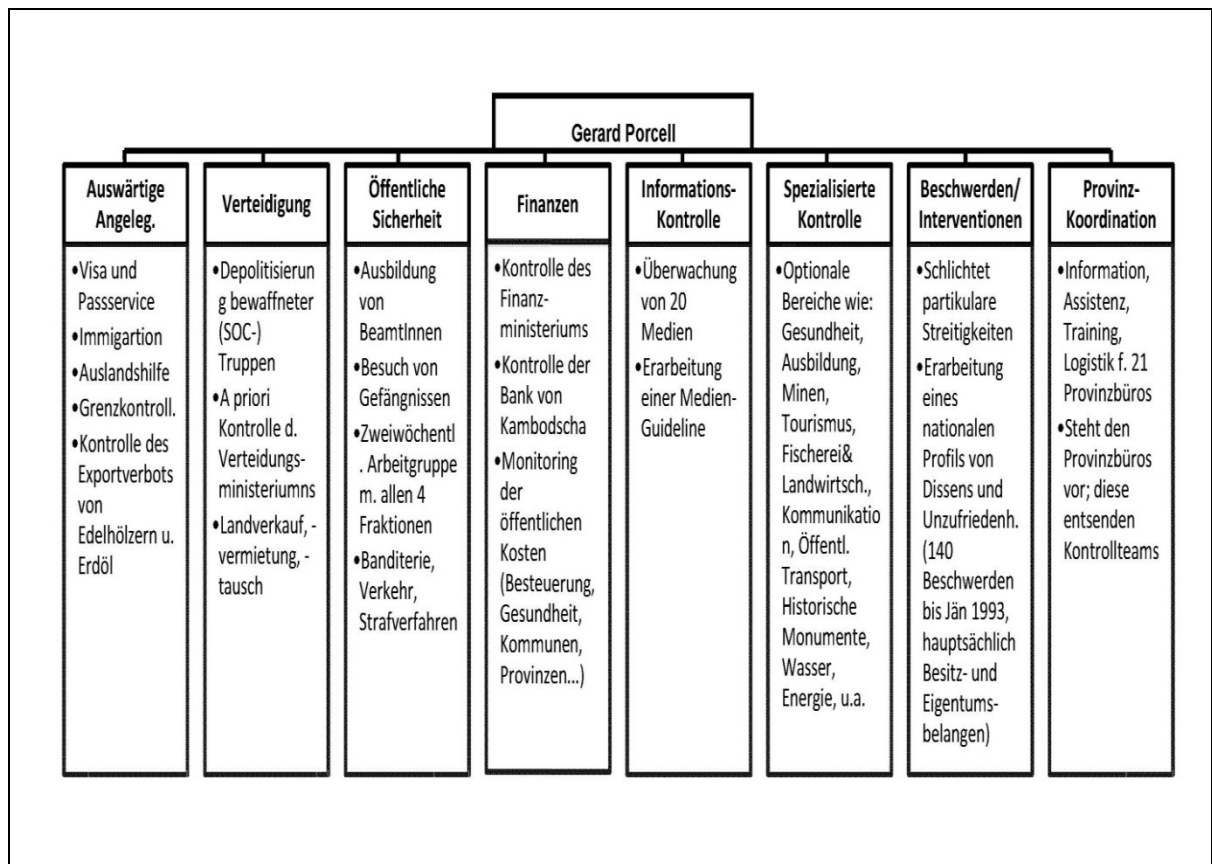 Gerard Porcell
Auswärtige
Angeleg.
•Visa und
Passservice
•Immigartion
•Auslandshilfe
•Grenzkontroll.
•Kontrolle des
Exportverbots
von
Edelhölzern u.
Erdöl
Verteidigung
•Depolitisierun
g bewaffneter
(SOC-)
Truppen
•A priori
Kontrolle d.
Verteidungs-
ministeriumns
•Landverkauf, -
vermietung, -
tausch
Öffentliche
Sicherheit
•Ausbildung
von
BeamtInnen
•Besuch von
Gefängnissen
•Zweiwöchentl
. Arbeitgruppe
m. allen 4
Fraktionen
•Banditerie,
Verkehr,
Strafverfahren
Finanzen
•Kontrolle des
Finanz-
ministeriums
•Kontrolle der
Bank von
Kambodscha
•Monitoring
der
öffentlichen
Kosten
(Besteuerung,
Gesundheit,
Kommunen,
Provinzen...)
Informations-
Kontrolle
•Überwachung
von 20
Medien
•Erarbeitung
einer Medien-
Guideline
Spezialisierte
Kontrolle
•Optionale
Bereiche wie:
Gesundheit,
Ausbildung,
Minen,
Tourismus,
Fischerei&
Landwirtsch.,
Kommunikatio
n, Öffentl.
Transport,
Historische
Monumente,
Wasser,
Energie, u.a.
Beschwerden/
Interventionen
•Schlichtet
partikulare
Streitigkeiten
•Erarbeitung
eines
nationalen
Profils von
Dissens und
Unzufriedenh.
(140
Beschwerden
bis Jän 1993,
hauptsächlich
Besitz- und
Eigentums-
belangen)
Provinz-
Koordination
•Information,
Assistenz,
Training,
Logistik f. 21
Provinzbüros
•Steht den
Provinzbüros
vor; diese
entsenden
Kontrollteams